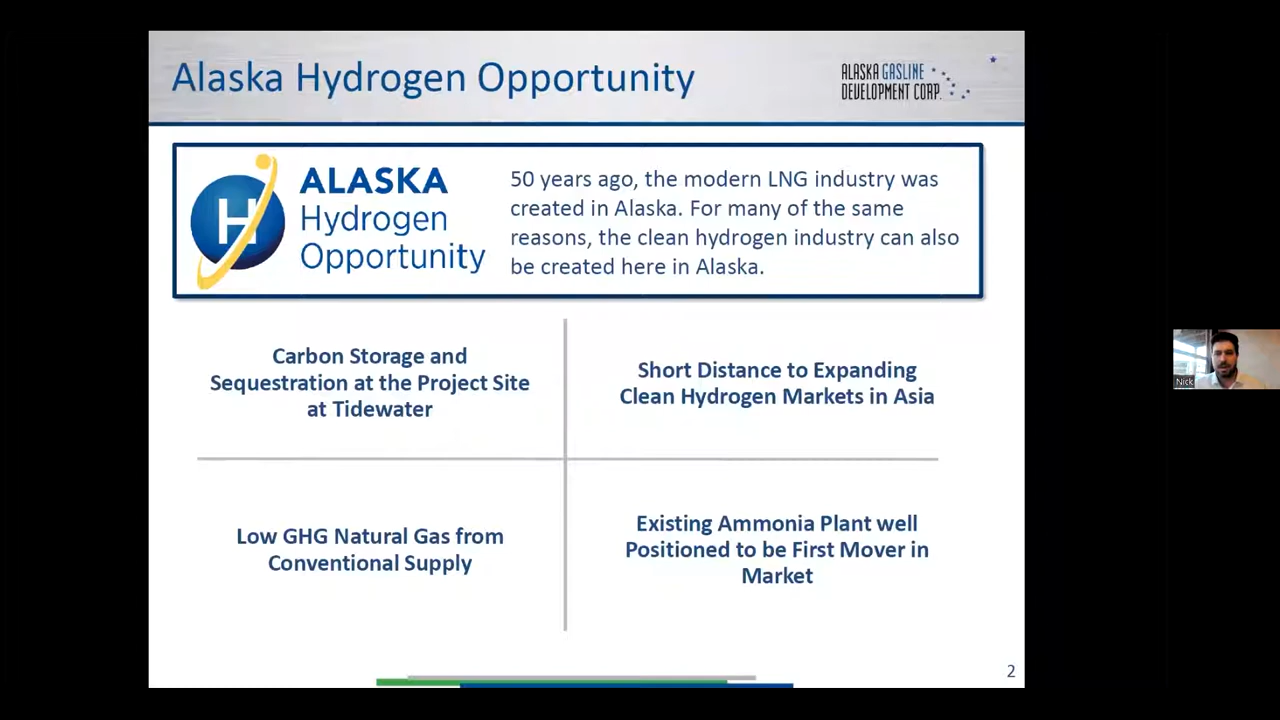 Alaska Hydrogen Opportunity
ALASKA GASLINE
DEVELOPMENT CORP.
H
ALASKA
Hydrogen
Opportunity
50 years ago, the modern LNG industry was
created in Alaska. For many of the same
reasons, the clean hydrogen industry can also
be created here in Alaska.
Carbon Storage and
Sequestration at the Project Site
at Tidewater
Short Distance to Expanding
Clean Hydrogen Markets in Asia
Low GHG Natural Gas from
Conventional Supply
Existing Ammonia Plant well
Positioned to be First Mover in
Market
2
Nick